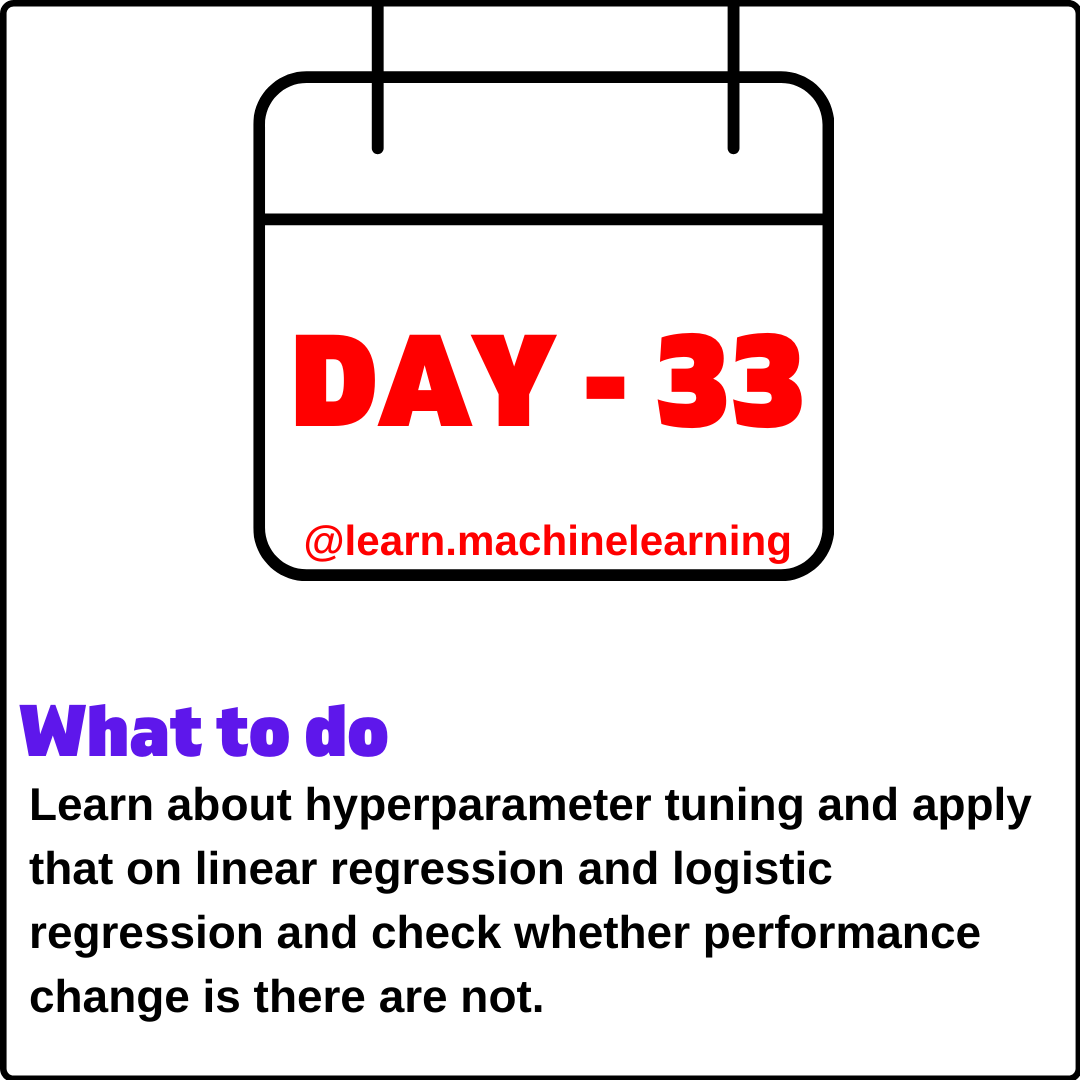 DAY - 33
@learn.machinelearning
What to do
Learn about hyperparameter tuning and apply
that on linear regression and logistic
regression and check whether performance
change is there are not.